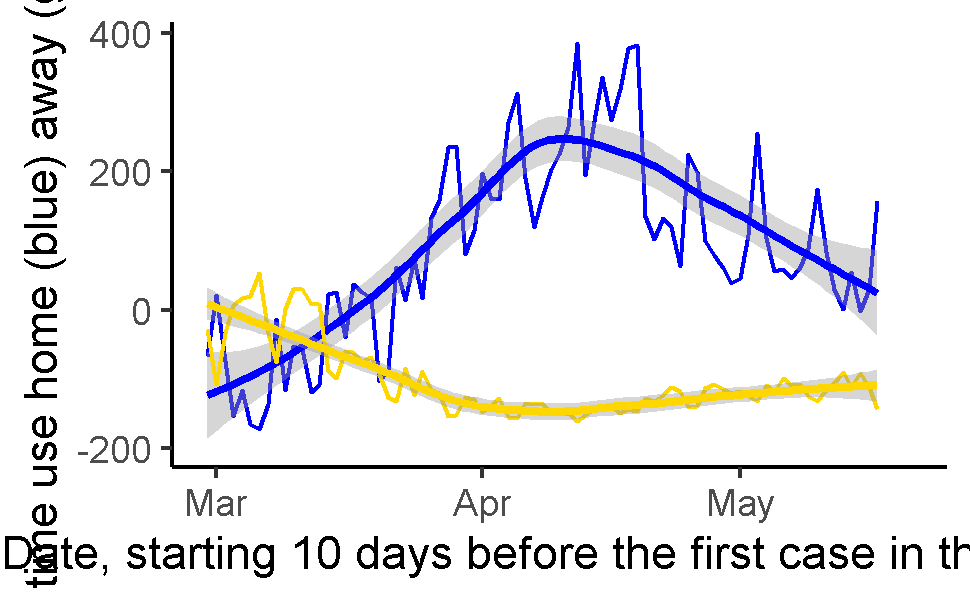 time use home (blue) away (
400
200
0
-200
Mar Apr May
Date, starting 10 days before the first case in th